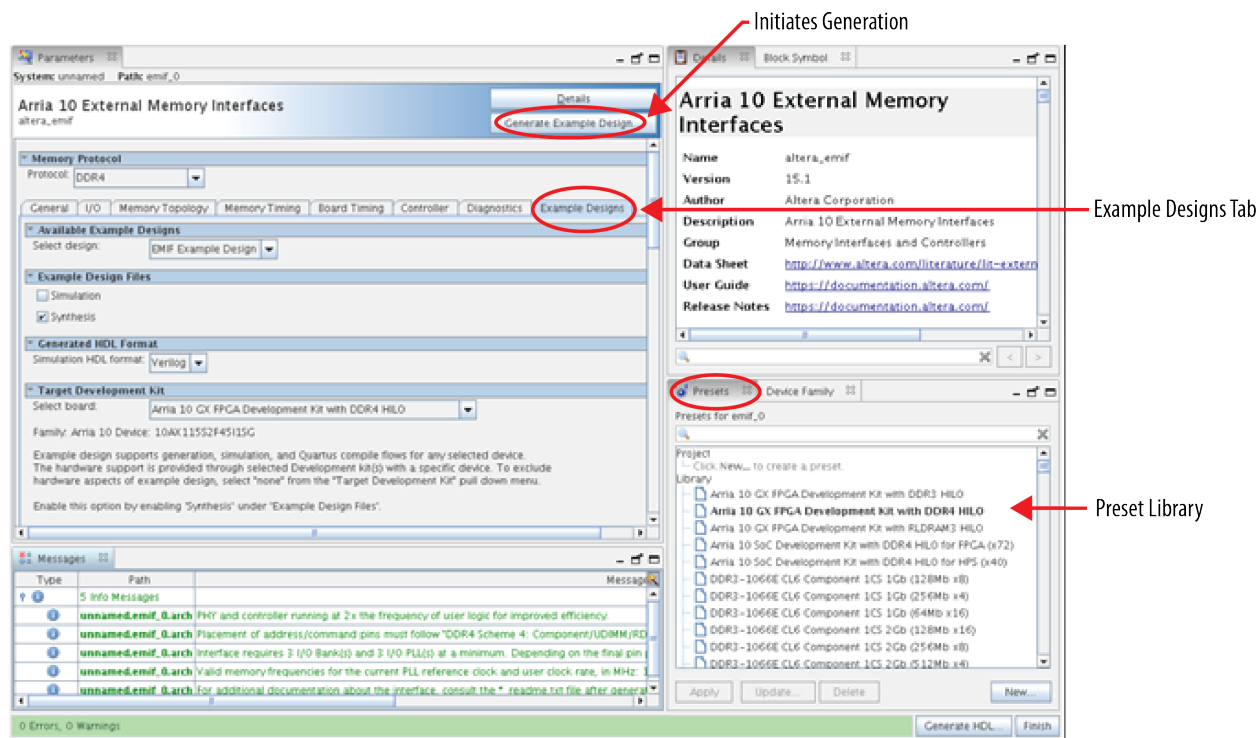 Initiates Generation
Parameters
System: unnamed Path: emif_0
Arria 10 External Memory Interfaces
altera_emif
Details
Generate Example Design...
Memory Protocol
Protocol: DDR4
General I/O Memory Topology Memory Timing Board Timing Controller Diagnostics Example Designs
Available Example Designs
Select design: EMIF Example Design
Example Design Files
Simulation
Synthesis
Generated HDL Format
Simulation HDL format: Verilog
Target Development Kit
Select board: Arria 10 GX FPGA Development Kit with DDR4 HILO
Family: Arria 10 Device: 10AX115S2F45I1SG
Example design supports generation, simulation, and Quartus compile flows for any selected device.
The hardware support is provided through selected Development kit(s) with a specific device. To exclude
hardware aspects of example design, select "none" from the "Target Development Kit" pull down menu.
Enable this option by enabling 'Synthesis' under 'Example Design Files'.
Messages
Type Path Message
5 Info Messages
unnamed.emif_0.arch PHY and controller running at 2x the frequency of user logic for improved efficiency.
unnamed.emif_0.arch Placement of address/command pins must follow "DDR4 Scheme 4: Component/UDIMM/RD
unnamed.emif_0.arch Interface requires 3 I/O Bank(s) and 3 I/O PLL(s) at a minimum. Depending on the final pin
unnamed.emif_0.arch Valid memory frequencies for the current PLL reference clock and user clock rate, in MHz: 1
unnamed.emif_0.arch For additional documentation about the interface, consult the *_readme.txt file after generat
0 Errors, 0 Warnings
Details Block Symbol
Arria 10 External Memory
Interfaces
Name altera_emif
Version 15.1
Author Altera Corporation
Description Arria 10 External Memory Interfaces
Group Memory Interfaces and Controllers
Data Sheet http://www.altera.com/literature/lit-extern
User Guide https://documentation.altera.com/
Release Notes https://documentation.altera.com/
< >
Example Designs Tab
Presets Device Family
Presets for emif_0
Project
Click New... to create a preset.
Library
Arria 10 GX FPGA Development Kit with DDR3 HILO
Arria 10 GX FPGA Development Kit with DDR4 HILO
Arria 10 GX FPGA Development Kit with RLDRAM3 HILO
Arria 10 SoC Development Kit with DDR4 HILO for FPGA (x72)
Arria 10 SoC Development Kit with DDR4 HILO for HPS (x40)
DDR3-1066E CL6 Component 1CS 1Gb (128Mb x8)
DDR3-1066E CL6 Component 1CS 1Gb (256Mb x4)
DDR3-1066E CL6 Component 1CS 1Gb (64Mb x16)
DDR3-1066E CL6 Component 1CS 2Gb (128Mb x16)
DDR3-1066E CL6 Component 1CS 2Gb (256Mb x8)
DDR3-1066E CL6 Component 1CS 2Gb (512Mb x4)
Preset Library
Apply Update... Delete New...
Generate HDL... Finish